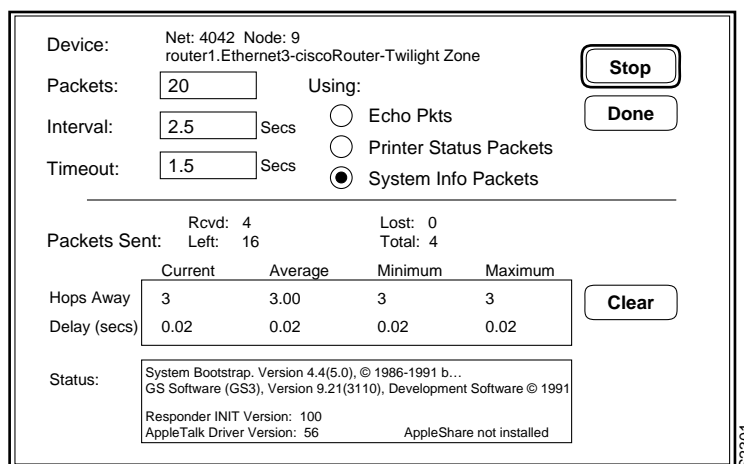 Device: Net: 4042 Node: 9
router1.Ethernet3-ciscoRouter-Twilight Zone
Stop
Packets: 20 Using:
Done
Interval: 2.5 Secs Echo Pkts
Printer Status Packets
Timeout: 1.5 Secs
System Info Packets
Packets Sent: Rcvd: 4 Lost: 0
Left: 16 Total: 4
Current Average Minimum Maximum
Hops Away 3 3.00 3 3
Clear
Delay (secs) 0.02 0.02 0.02 0.02
Status: System Bootstrap. Version 4.4(5.0), © 1986-1991 b…
GS Software (GS3), Version 9.21(3110), Development Software © 1991
Responder INIT Version: 100
AppleTalk Driver Version: 56 AppleShare not installed